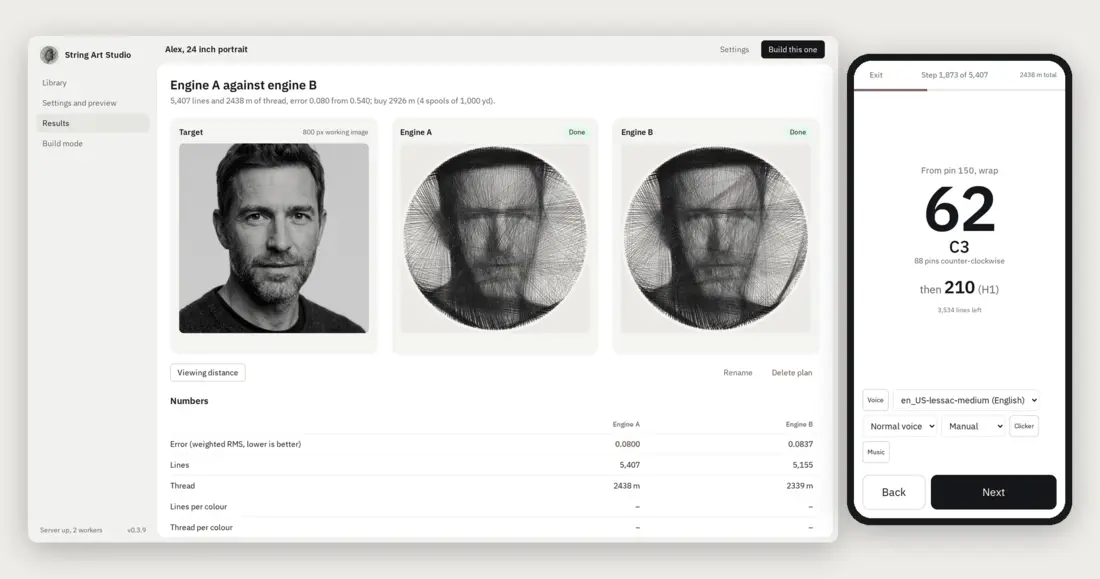 String Art Studio
Library
Settings and preview
Results
Build mode
Server up, 2 workers
v0.3.9
Alex, 24 inch portrait
Settings
Build this one
Engine A against engine B
5,407 lines and 2438 m of thread, error 0.080 from 0.540; buy 2926 m (4 spools of 1,000 yd).
Target
800 px working image
Engine A
Done
Engine B
Done
Viewing distance
Rename
Delete plan
Numbers
Engine A
Engine B
Error (weighted RMS, lower is better)
0.0800
0.0837
Lines
5,407
5,155
Thread
2438 m
2339 m
Lines per colour
–
–
Thread per colour
–
–
Exit
Step 1,873 of 5,407
2438 m total
From pin 150, wrap
62
C3
88 pins counter-clockwise
then 210 (H1)
3,534 lines left
Voice
en_US-lessac-medium (English)
Normal voice
Manual
Clicker
Music
Back
Next